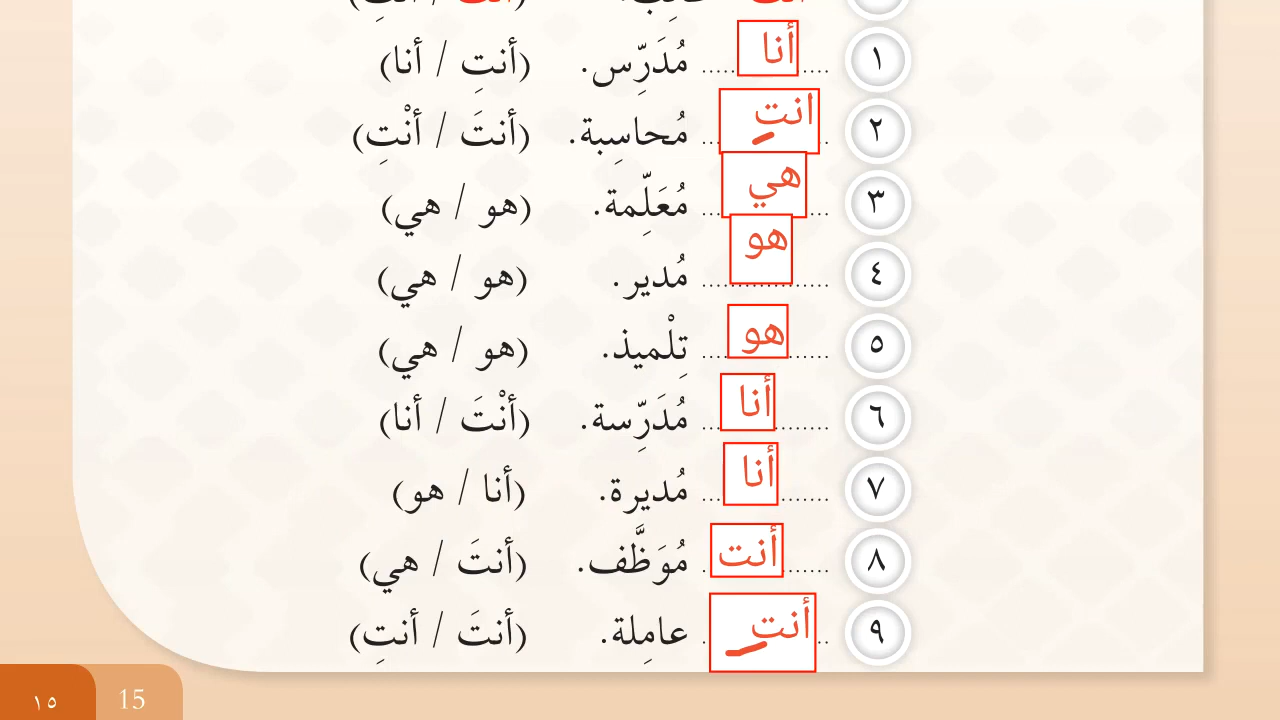 ١ أنا مُدَرِّس. (أنتِ / أنا)
٢ انتِ مُحاسِبة. (أنتَ / أنْتِ)
٣ هي مُعَلِّمة. (هو / هي)
٤ هو مُدير. (هو / هي)
٥ هو تِلْميذ. (هو / هي)
٦ أنا مُدَرِّسة. (أنْتَ / أنا)
٧ أنا مُديرة. (أنا / هو)
٨ أنت مُوَظَّف. (أنتَ / هي)
٩ أنتِ عامِلة. (أنتَ / أنتِ)
١٥ 15